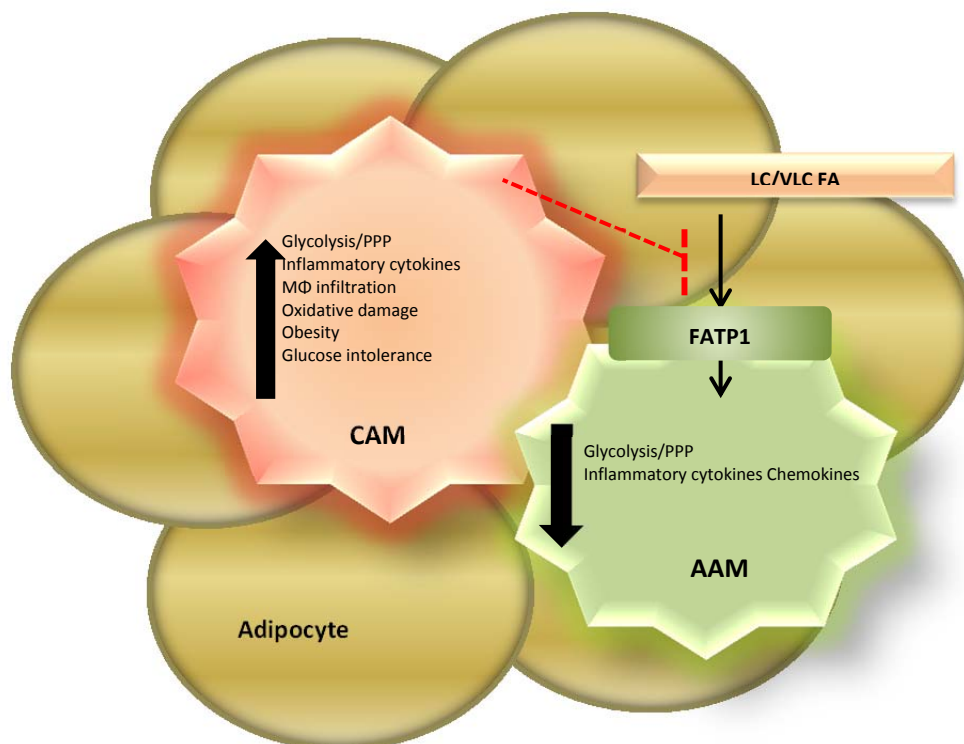 LC/VLC FA
Glycolysis/PPP
Inflammatory cytokines
MΦ infiltration
Oxidative damage
Obesity
Glucose intolerance
CAM
FATP1
Glycolysis/PPP
Inflammatory cytokines Chemokines
AAM
Adipocyte